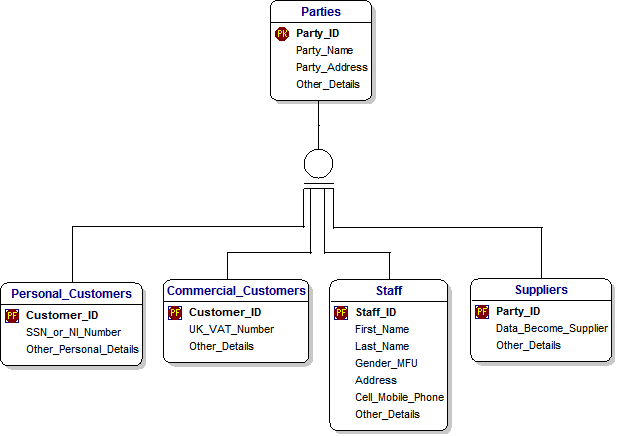 Parties
Pk Party_ID
Party_Name
Party_Address
Other_Details
Personal_Customers
PF Customer_ID
SSN_or_NI_Number
Other_Personal_Details
Commercial_Customers
PF Customer_ID
UK_VAT_Number
Other_Details
Staff
PF Staff_ID
First_Name
Last_Name
Gender_MFU
Address
Cell_Mobile_Phone
Other_Details
Suppliers
PF Party_ID
Data_Become_Supplier
Other_Details